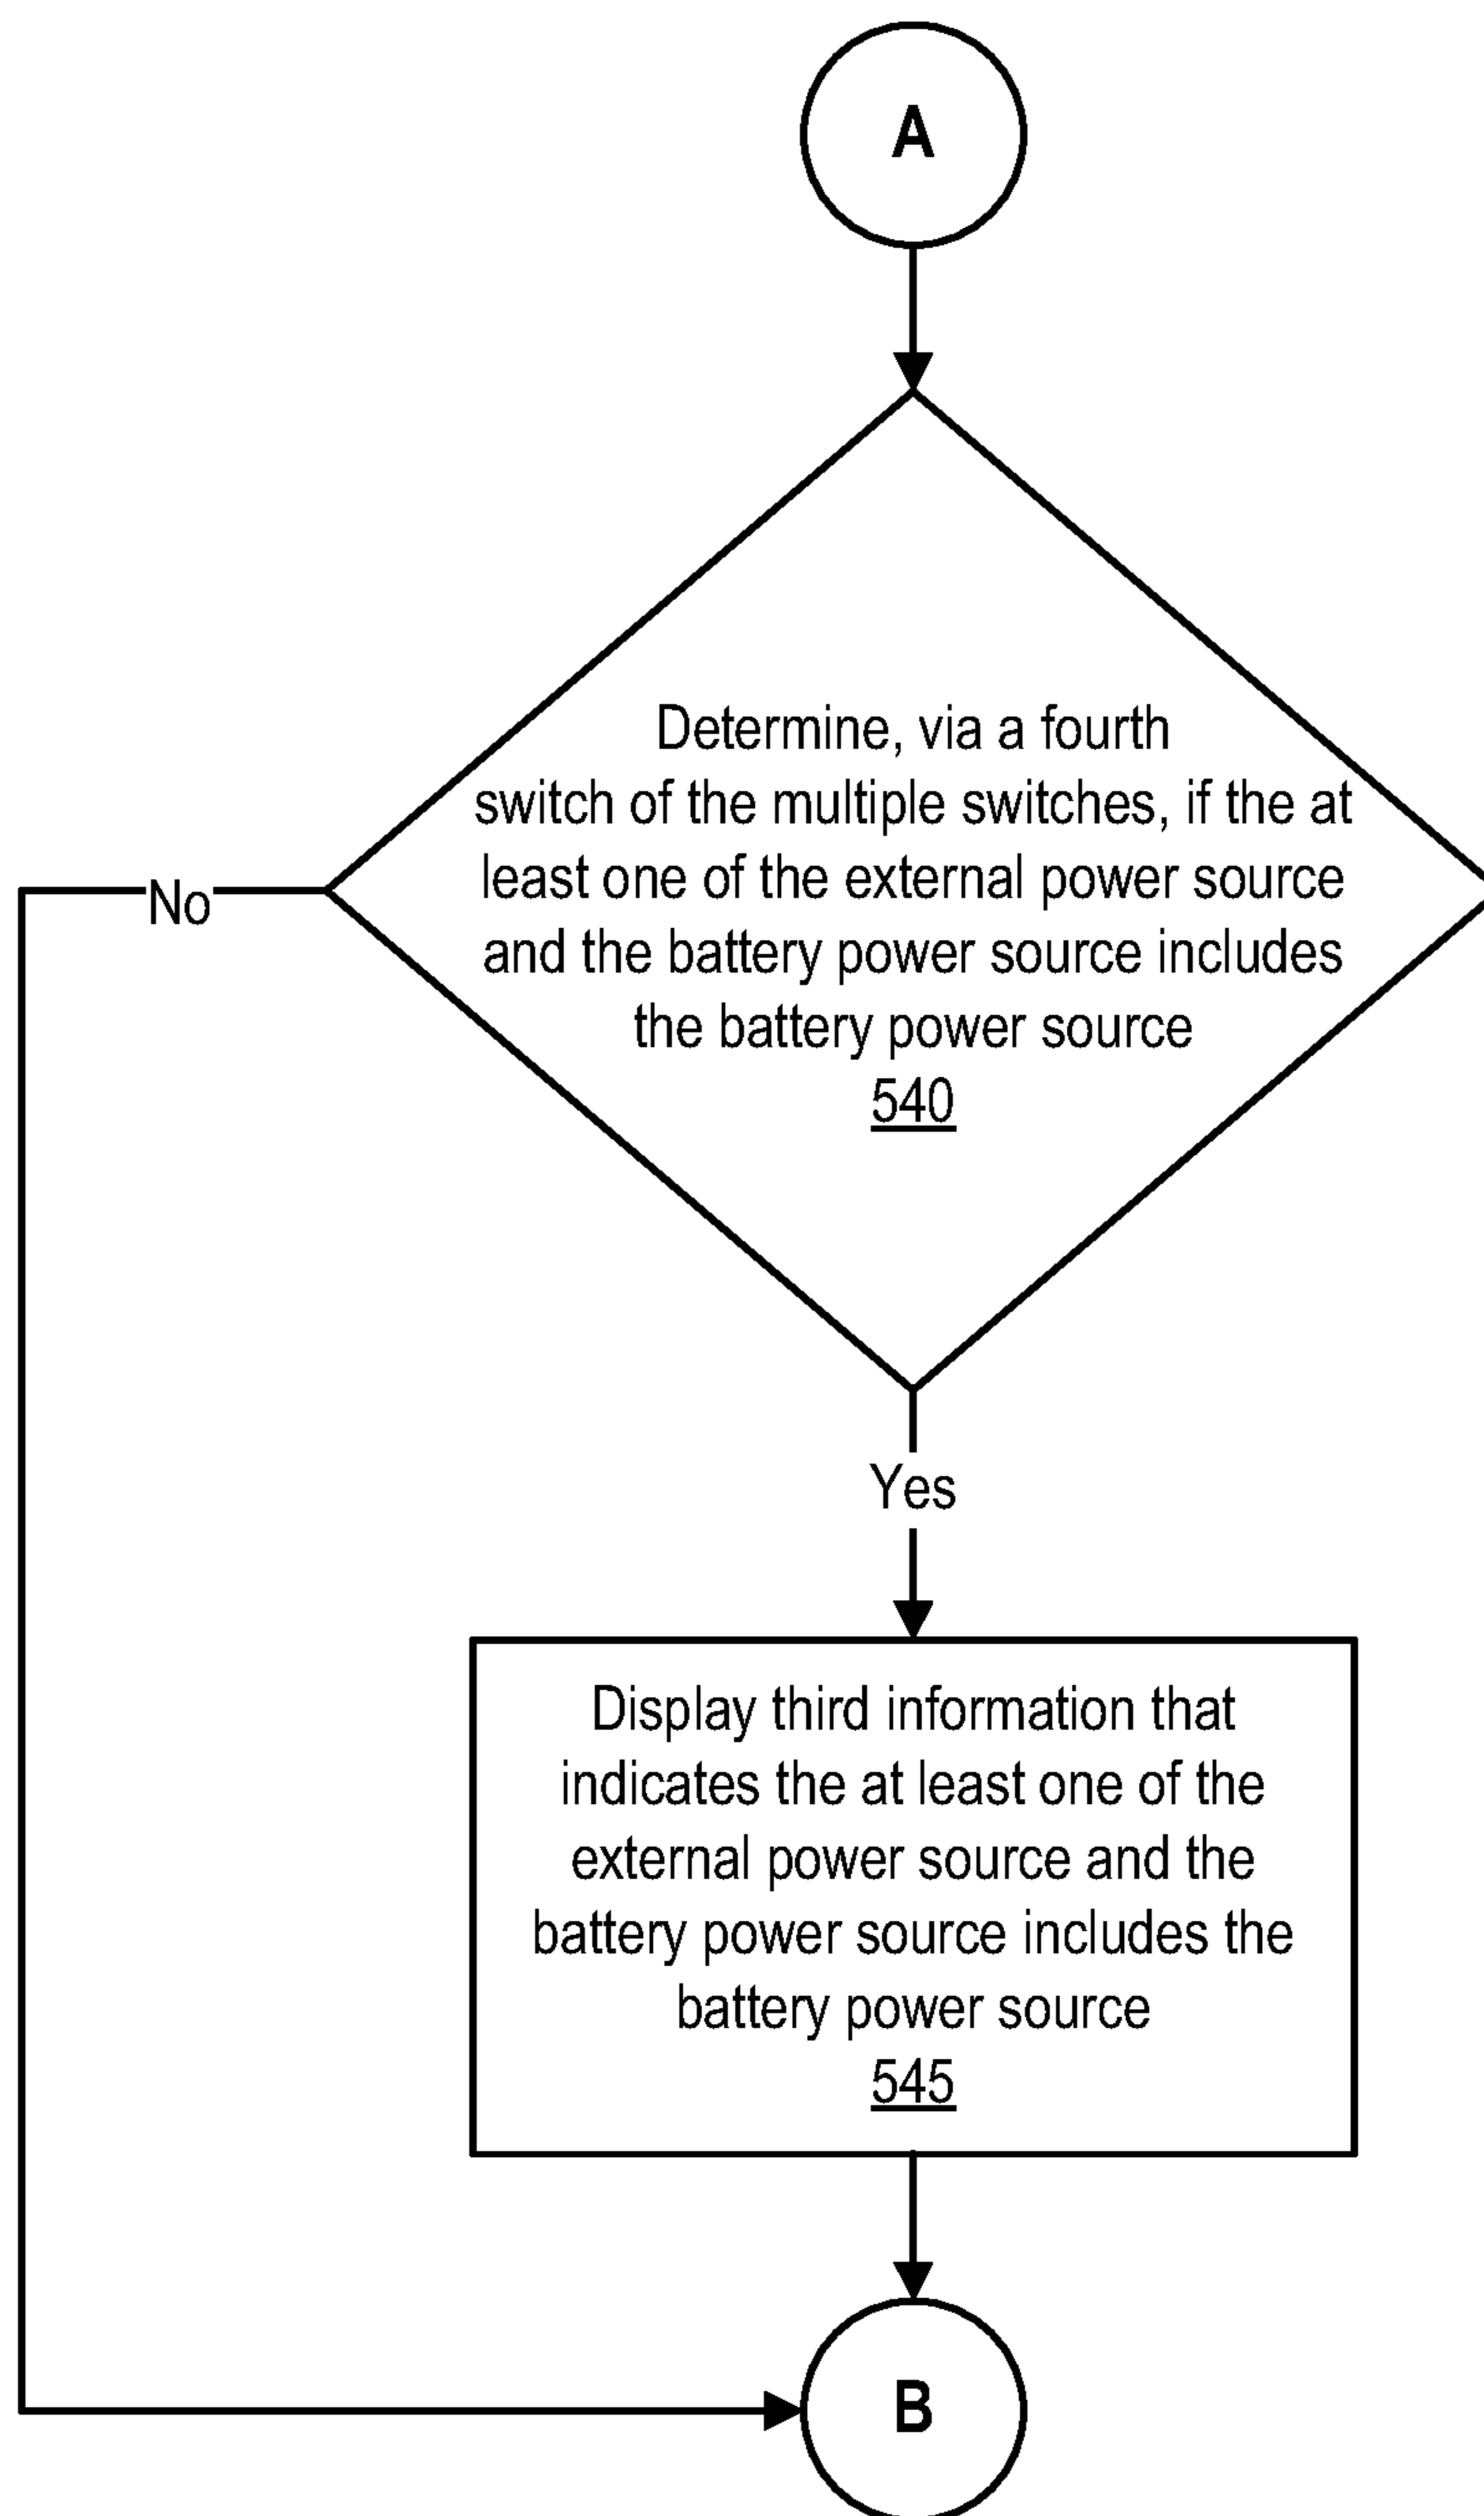 A
Determine, via a fourth
switch of the multiple switches, if the at
least one of the external power source
and the battery power source includes
the battery power source
540
No
Yes
Display third information that
indicates the at least one of the
external power source and the
battery power source includes the
battery power source
545
B